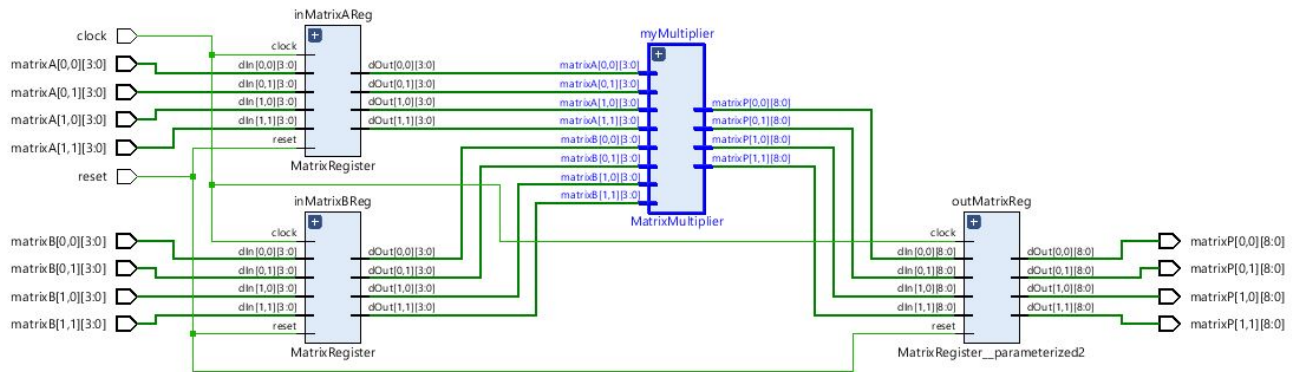 clock
matrixA[0,0][3:0]
matrixA[0,1][3:0]
matrixA[1,0][3:0]
matrixA[1,1][3:0]
reset
matrixB[0,0][3:0]
matrixB[0,1][3:0]
matrixB[1,0][3:0]
matrixB[1,1][3:0]
inMatrixAReg
clock
dIn[0,0][3:0]
dIn[0,1][3:0]
dIn[1,0][3:0]
dIn[1,1][3:0]
reset
dOut[0,0][3:0]
dOut[0,1][3:0]
dOut[1,0][3:0]
dOut[1,1][3:0]
MatrixRegister
inMatrixBReg
clock
dIn[0,0][3:0]
dIn[0,1][3:0]
dIn[1,0][3:0]
dIn[1,1][3:0]
reset
dOut[0,0][3:0]
dOut[0,1][3:0]
dOut[1,0][3:0]
dOut[1,1][3:0]
MatrixRegister
myMultiplier
matrixA[0,0][3:0]
matrixA[0,1][3:0]
matrixA[1,0][3:0]
matrixA[1,1][3:0]
matrixB[0,0][3:0]
matrixB[0,1][3:0]
matrixB[1,0][3:0]
matrixB[1,1][3:0]
matrixP[0,0][8:0]
matrixP[0,1][8:0]
matrixP[1,0][8:0]
matrixP[1,1][8:0]
MatrixMultiplier
outMatrixReg
clock
dIn[0,0][8:0]
dIn[0,1][8:0]
dIn[1,0][8:0]
dIn[1,1][8:0]
reset
dOut[0,0][8:0]
dOut[0,1][8:0]
dOut[1,0][8:0]
dOut[1,1][8:0]
MatrixRegister__parameterized2
matrixP[0,0][8:0]
matrixP[0,1][8:0]
matrixP[1,0][8:0]
matrixP[1,1][8:0]